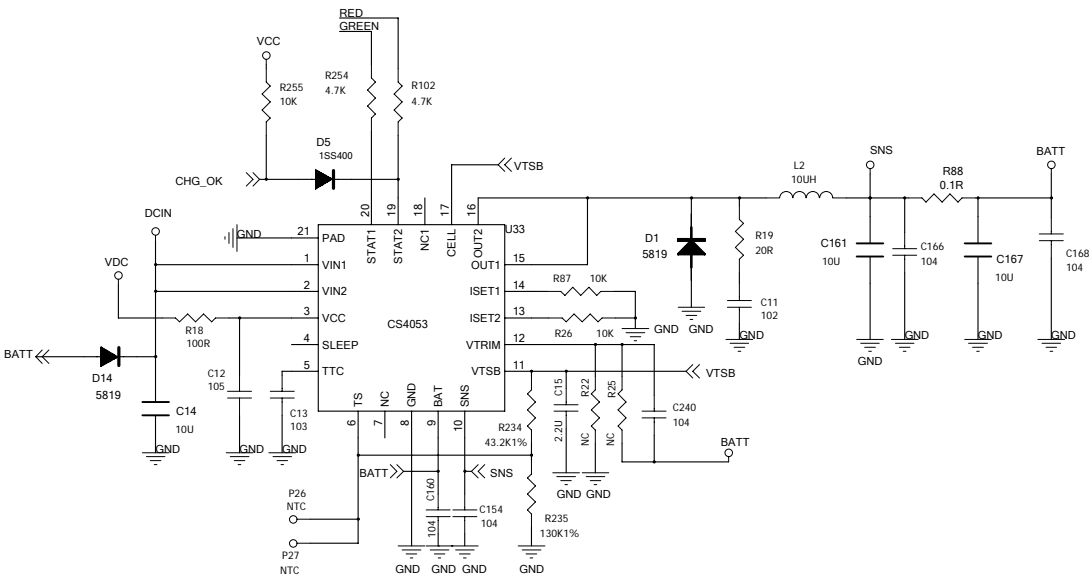 RED
GREEN
VCC
R255
10K
R254
4.7K
R102
4.7K
D5
1SS400
CHG_OK
VTSB
DCIN
VDC
GND
21
PAD
1
VIN1
2
VIN2
3
VCC
4
SLEEP
5
TTC
20
STAT1
19
STAT2
18
NC1
17
CELL
16
OUT2
U33
CS4053
OUT1
15
ISET1
14
ISET2
13
VTRIM
12
VTSB
11
TS
6
NC
7
GND
8
BAT
9
SNS
10
R18
100R
BATT
D14
5819
C14
10U
GND
C12
105
GND
C13
103
GND
R87
10K
R26
10K
GND
D1
5819
GND
R19
20R
C11
102
GND
L2
10UH
SNS
R88
0.1R
BATT
C161
10U
GND
C166
104
GND
C167
10U
GND
C168
104
GND
VTSB
R234
43.2K1%
C15
2.2U
GND
R22
NC
GND
R25
NC
C240
104
BATT
BATT
SNS
C160
104
C154
104
GND
GND
GND
R235
130K1%
GND
P26
NTC
P27
NTC